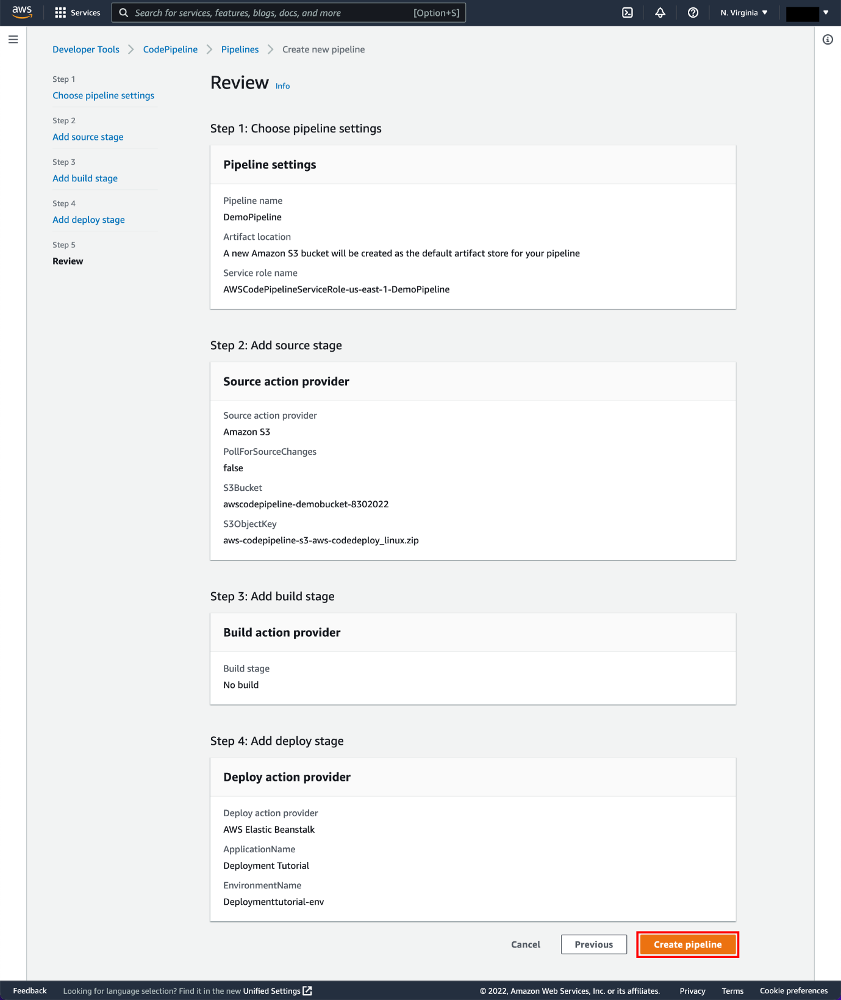 aws
Services
Search for services, features, blogs, docs, and more
[Option+S]
N. Virginia
Developer Tools
CodePipeline
Pipelines
Create new pipeline
Step 1
Choose pipeline settings
Step 2
Add source stage
Step 3
Add build stage
Step 4
Add deploy stage
Step 5
Review
Review Info
Step 1: Choose pipeline settings
Pipeline settings
Pipeline name
DemoPipeline
Artifact location
A new Amazon S3 bucket will be created as the default artifact store for your pipeline
Service role name
AWSCodePipelineServiceRole-us-east-1-DemoPipeline
Step 2: Add source stage
Source action provider
Source action provider
Amazon S3
PollForSourceChanges
false
S3Bucket
awscodepipeline-demobucket-8302022
S3ObjectKey
aws-codepipeline-s3-aws-codedeploy_linux.zip
Step 3: Add build stage
Build action provider
Build stage
No build
Step 4: Add deploy stage
Deploy action provider
Deploy action provider
AWS Elastic Beanstalk
ApplicationName
Deployment Tutorial
EnvironmentName
Deploymenttutorial-env
Cancel
Previous
Create pipeline
Feedback
Looking for language selection? Find it in the new Unified Settings
© 2022, Amazon Web Services, Inc. or its affiliates.
Privacy
Terms
Cookie preferences